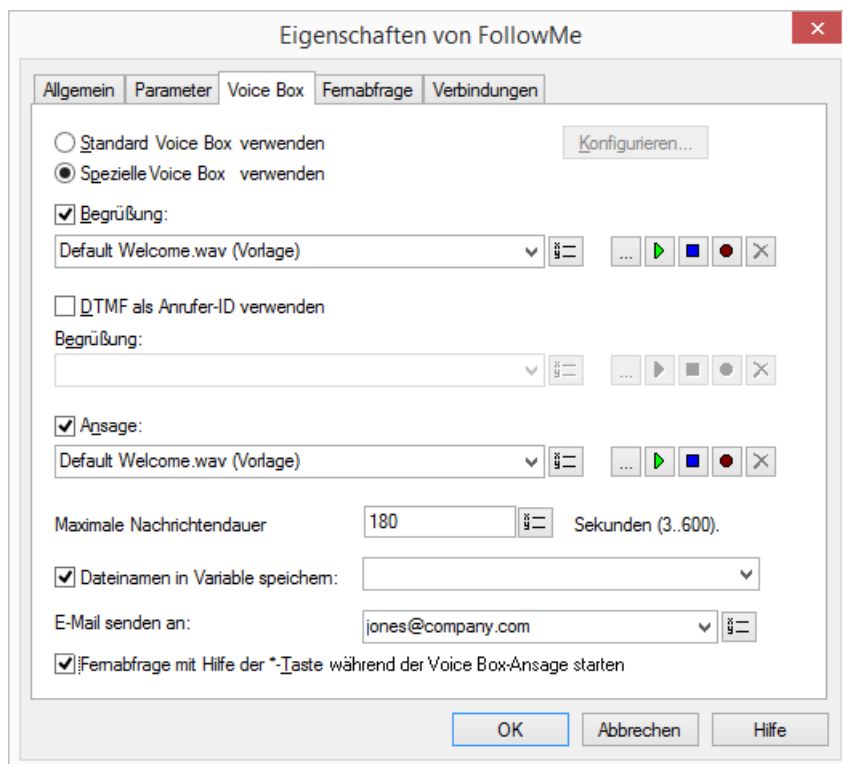 Eigenschaften von FollowMe
Allgemein Parameter Voice Box Fernabfrage Verbindungen
Standard Voice Box verwenden Konfigurieren...
Spezielle Voice Box verwenden
Begrüßung:
Default Welcome.wav (Vorlage) ...
DTMF als Anrufer-ID verwenden
Begrüßung:
...
Ansage:
Default Welcome.wav (Vorlage) ...
Maximale Nachrichtendauer 180 Sekunden (3..600).
Dateinamen in Variable speichern:
E-Mail senden an: jones@company.com
Fernabfrage mit Hilfe der *-Taste während der Voice Box-Ansage starten
OK Abbrechen Hilfe